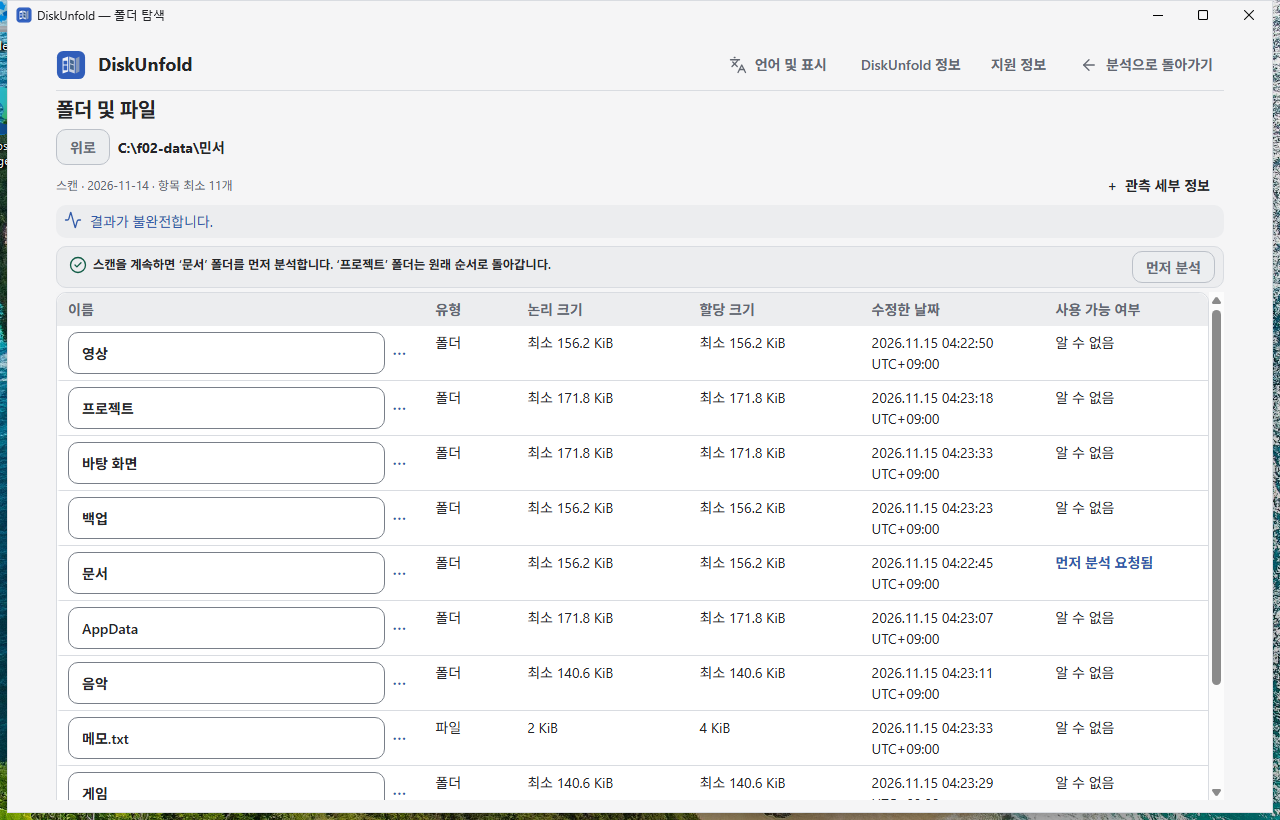 DiskUnfold — 폴더 탐색
DiskUnfold
언어 및 표시
DiskUnfold 정보
지원 정보
← 분석으로 돌아가기
폴더 및 파일
위로
C:\f02-data\민서
스캔 · 2026-11-14 · 항목 최소 11개
+ 관측 세부 정보
결과가 불완전합니다.
스캔을 계속하면 ‘문서’ 폴더를 먼저 분석합니다. ‘프로젝트’ 폴더는 원래 순서로 돌아갑니다.
먼저 분석
이름 유형 논리 크기 할당 크기 수정한 날짜 사용 가능 여부
영상 ... 폴더 최소 156.2 KiB 최소 156.2 KiB 2026.11.15 04:22:50 알 수 없음
UTC+09:00
프로젝트 ... 폴더 최소 171.8 KiB 최소 171.8 KiB 2026.11.15 04:23:18 알 수 없음
UTC+09:00
바탕 화면 ... 폴더 최소 171.8 KiB 최소 171.8 KiB 2026.11.15 04:23:33 알 수 없음
UTC+09:00
백업 ... 폴더 최소 156.2 KiB 최소 156.2 KiB 2026.11.15 04:23:23 알 수 없음
UTC+09:00
문서 ... 폴더 최소 156.2 KiB 최소 156.2 KiB 2026.11.15 04:22:45 먼저 분석 요청됨
UTC+09:00
AppData ... 폴더 최소 171.8 KiB 최소 171.8 KiB 2026.11.15 04:23:07 알 수 없음
UTC+09:00
음악 ... 폴더 최소 140.6 KiB 최소 140.6 KiB 2026.11.15 04:23:11 알 수 없음
UTC+09:00
메모.txt ... 파일 2 KiB 4 KiB 2026.11.15 04:23:33 알 수 없음
UTC+09:00
게임 ... 폴더 최소 140.6 KiB 최소 140.6 KiB 2026.11.15 04:23:29 알 수 없음